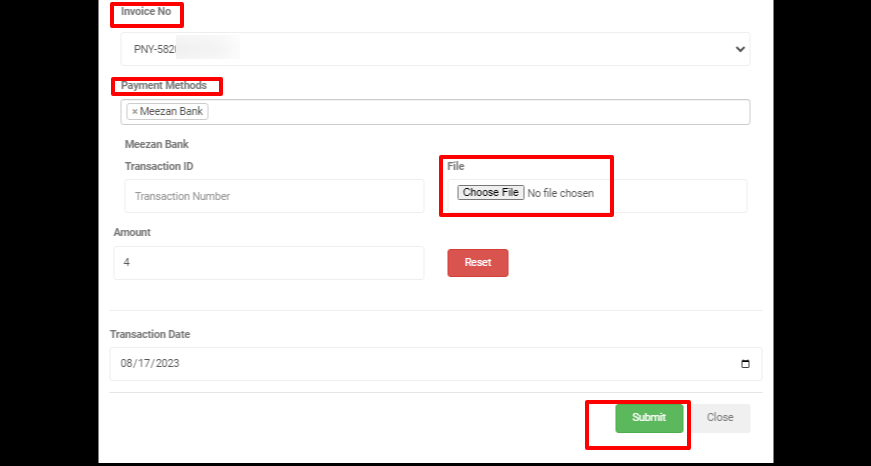 Invoice No
PNY-582
Payment Methods
× Meezan Bank
Meezan Bank
Transaction ID
File
Transaction Number
Choose File No file chosen
Amount
4
Reset
Transaction Date
08/17/2023
Submit
Close